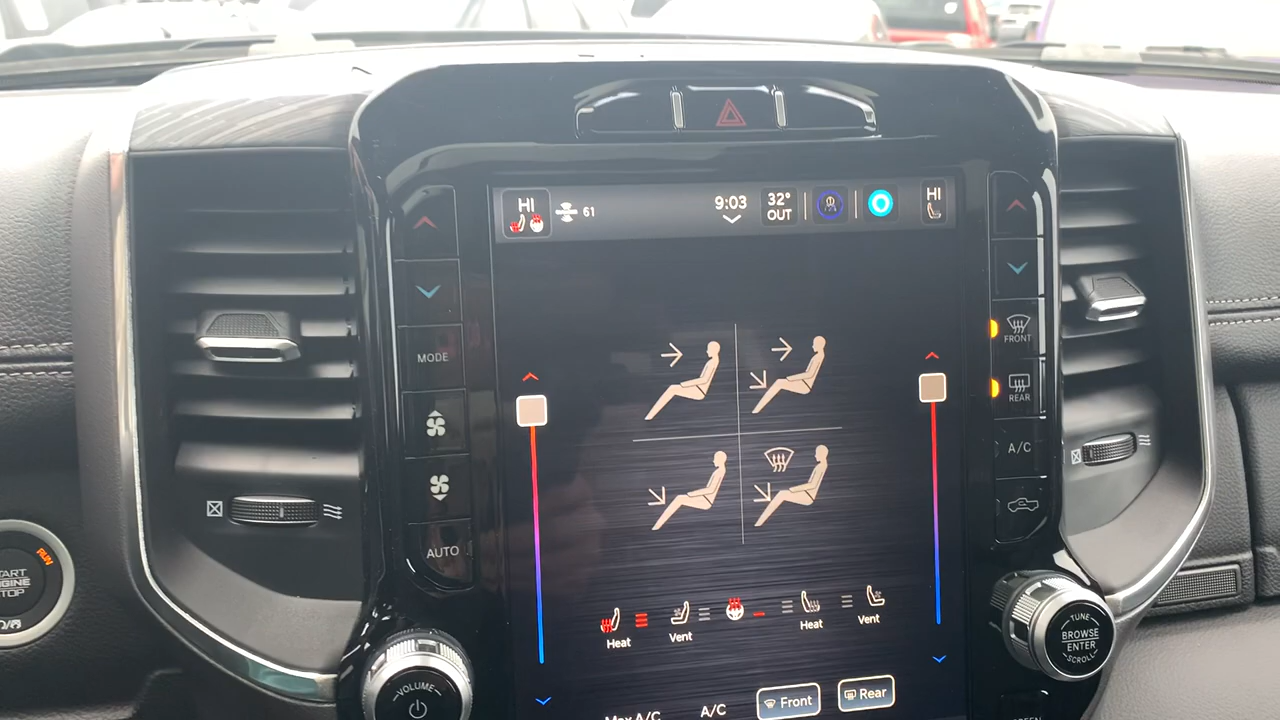 HI
61
9:03
32°
OUT
HI
MODE
FRONT
REAR
A/C
AUTO
RUN
START
ENGINE
STOP
Heat
Vent
Heat
Vent
VOLUME
TUNE
BROWSE
ENTER
SCROLL
Max A/C
A/C
Front
Rear